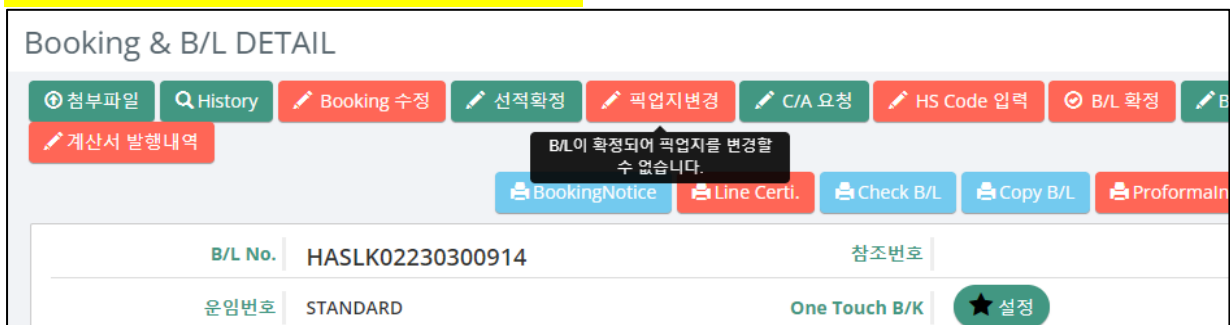 Booking & B/L DETAIL
첨부파일 History Booking 수정 선적확정 픽업지변경 C/A 요청 HS Code 입력 B/L 확정 B
계산서 발행내역
B/L이 확정되어 픽업지를 변경할
수 없습니다.
BookingNotice Line Certi. Check B/L Copy B/L ProformaIn
B/L No. HASLK02230300914 참조번호
운임번호 STANDARD One Touch B/K 설정